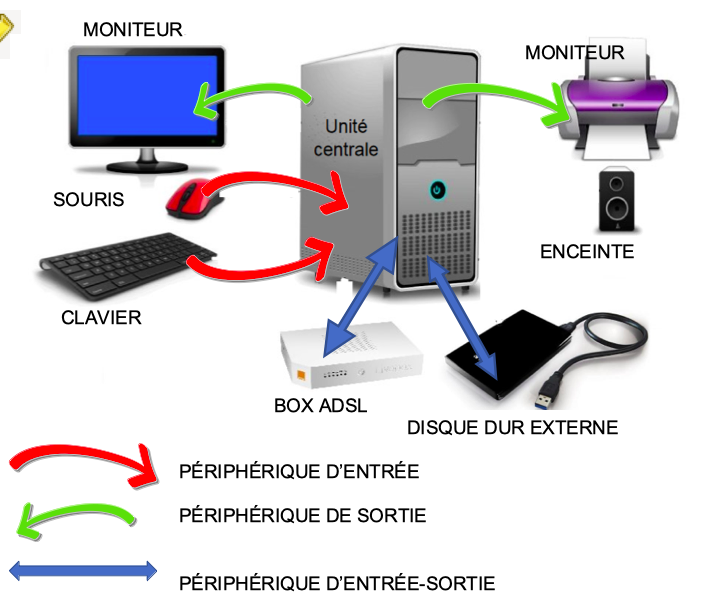 MONITEUR
MONITEUR
Unité
centrale
SOURIS
ENCEINTE
CLAVIER
BOX ADSL
DISQUE DUR EXTERNE
PÉRIPHÉRIQUE D'ENTRÉE
PÉRIPHÉRIQUE DE SORTIE
PÉRIPHÉRIQUE D'ENTRÉE-SORTIE